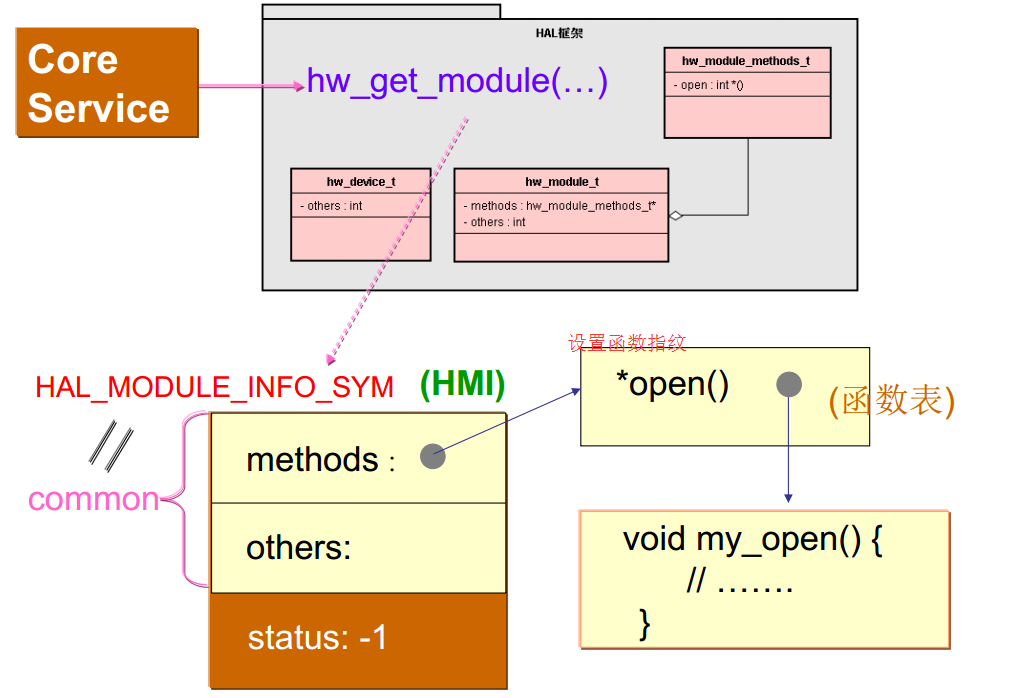 HAL框架
Core
Service
hw_get_module(…)
hw_module_methods_t
- open : int *()
hw_device_t
- others : int
hw_module_t
- methods : hw_module_methods_t*
- others : int
设置函数指纹
HAL_MODULE_INFO_SYM
(HMI)
*open()
(函数表)
methods :
common
others:
void my_open() {
// …….
}
status: -1